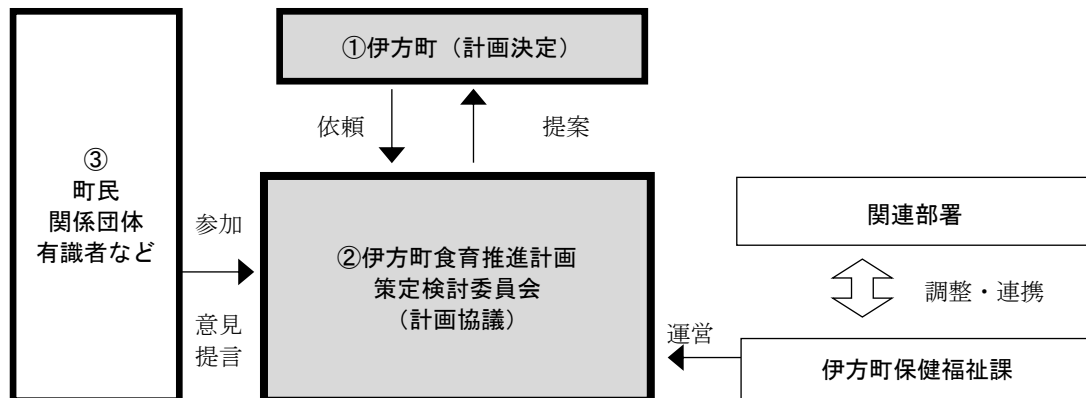 ①伊方町（計画決定）
依頼
提案
③
町民
関係団体
有識者など
参加
意見
提言
②伊方町食育推進計画
策定検討委員会
（計画協議）
関連部署
調整・連携
運営
伊方町保健福祉課